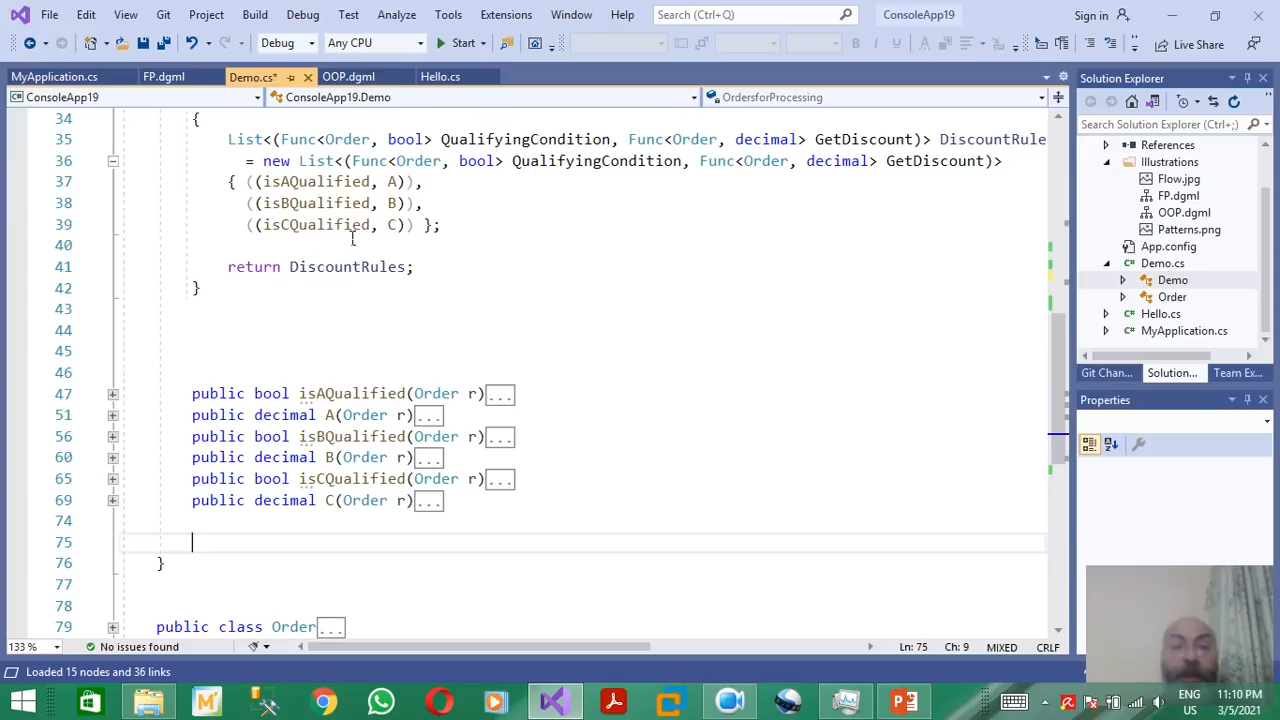 File Edit View Git Project Build Debug Test Analyze Tools Extensions Window Help Search (Ctrl+Q) ConsoleApp19 Sign in
Debug Any CPU Start Live Share
MyApplication.cs FP.dgml Demo.cs* OOP.dgml Hello.cs
ConsoleApp19 ConsoleApp19.Demo OrdersforProcessing
34 {
35 List<(Func<Order, bool> QualifyingCondition, Func<Order, decimal> GetDiscount)> DiscountRule
36 = new List<(Func<Order, bool> QualifyingCondition, Func<Order, decimal> GetDiscount)>
37 { ((isAQualified, A)),
38 ((isBQualified, B)),
39 ((isCQualified, C)) };
40
41 return DiscountRules;
42 }
43
44
45
46
47 public bool isAQualified(Order r)...
51 public decimal A(Order r)...
56 public bool isBQualified(Order r)...
60 public decimal B(Order r)...
65 public bool isCQualified(Order r)...
69 public decimal C(Order r)...
74
75
76 }
77
78
79 public class Order...
133 % No issues found Ln: 75 Ch: 9 MIXED CRLF
Loaded 15 nodes and 36 links
Solution Explorer
Search Solution Explorer (Ctrl+;)
References
Illustrations
Flow.jpg
FP.dgml
OOP.dgml
Patterns.png
App.config
Demo.cs
Demo
Order
Hello.cs
MyApplication.cs
Git Chan... Solution... Team Ex...
Properties
ENG 11:10 PM
US 3/5/2021